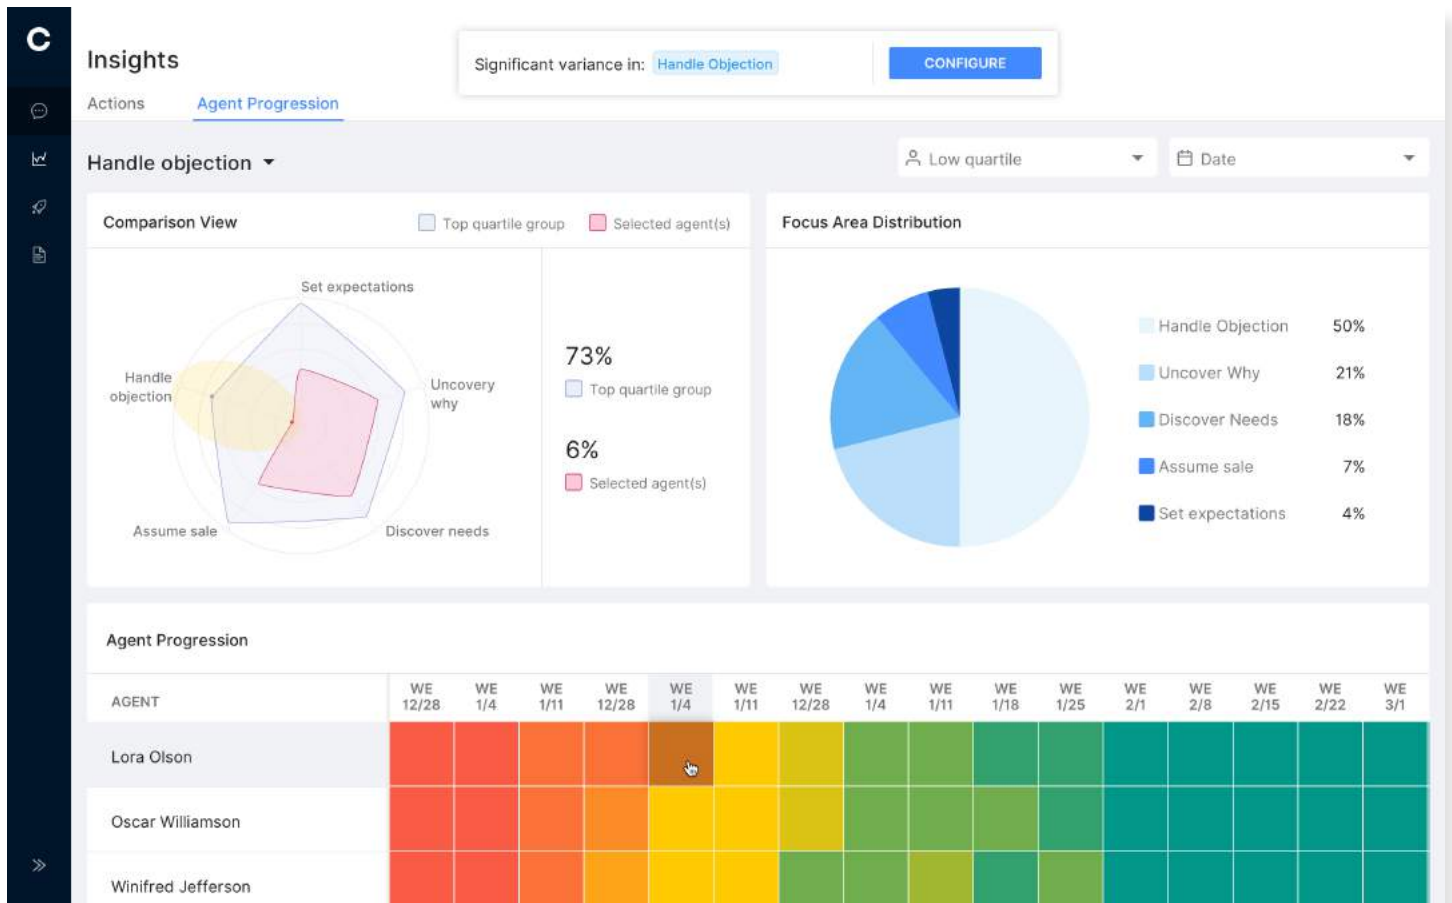 C
Insights
Significant variance in: Handle Objection
CONFIGURE
Actions
Agent Progression
Handle objection
Low quartile
Date
Comparison View
Top quartile group
Selected agent(s)
Set expectations
Handle
objection
Uncovery
why
Assume sale
Discover needs
73%
Top quartile group
6%
Selected agent(s)
Focus Area Distribution
Handle Objection 50%
Uncover Why 21%
Discover Needs 18%
Assume sale 7%
Set expectations 4%
Agent Progression
AGENT
WE WE WE WE WE WE WE WE WE WE WE WE WE WE WE WE
12/28 1/4 1/11 12/28 1/4 1/11 12/28 1/4 1/11 1/18 1/25 2/1 2/8 2/15 2/22 3/1
Lora Olson
Oscar Williamson
Winifred Jefferson